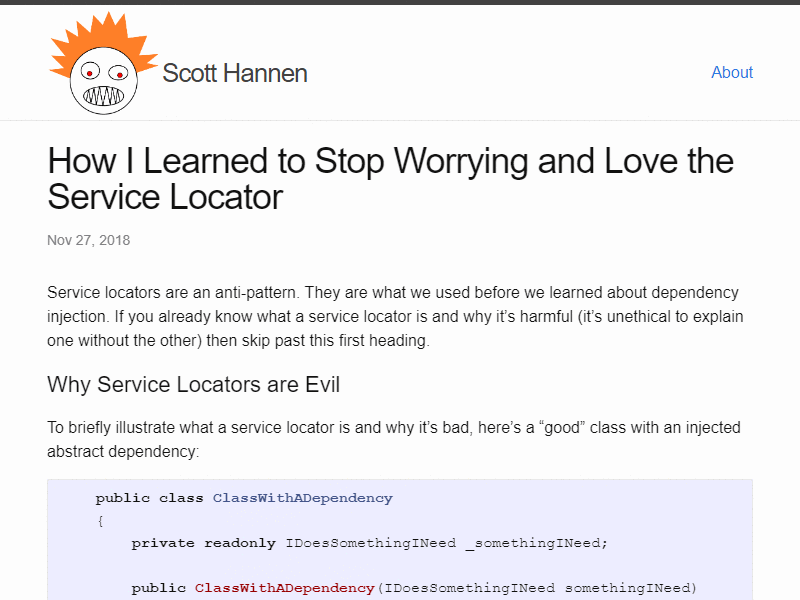 Scott Hannen
About
How I Learned to Stop Worrying and Love the
Service Locator
Nov 27, 2018
Service locators are an anti-pattern. They are what we used before we learned about dependency
injection. If you already know what a service locator is and why it’s harmful (it’s unethical to explain
one without the other) then skip past this first heading.
Why Service Locators are Evil
To briefly illustrate what a service locator is and why it’s bad, here’s a “good” class with an injected
abstract dependency:
public class ClassWithADependency
{
private readonly IDoesSomethingINeed _somethingINeed;
public ClassWithADependency(IDoesSomethingINeed somethingINeed)